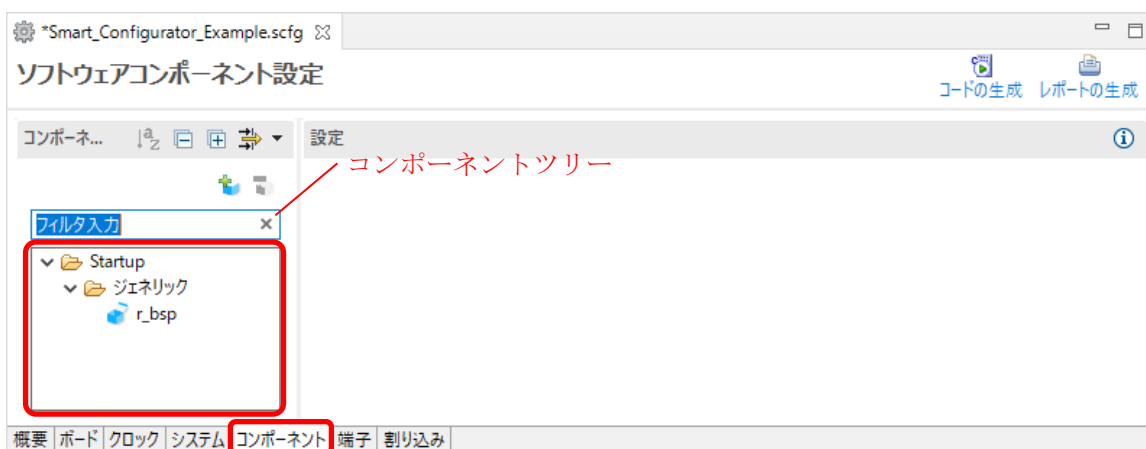 *Smart_Configurator_Example.scfg
ソフトウェアコンポーネント設定
コードの生成 レポートの生成
コンポーネ... 設定
コンポーネントツリー
フィルタ入力
Startup
ジェネリック
r_bsp
概要 ボード クロック システム コンポーネント 端子 割り込み